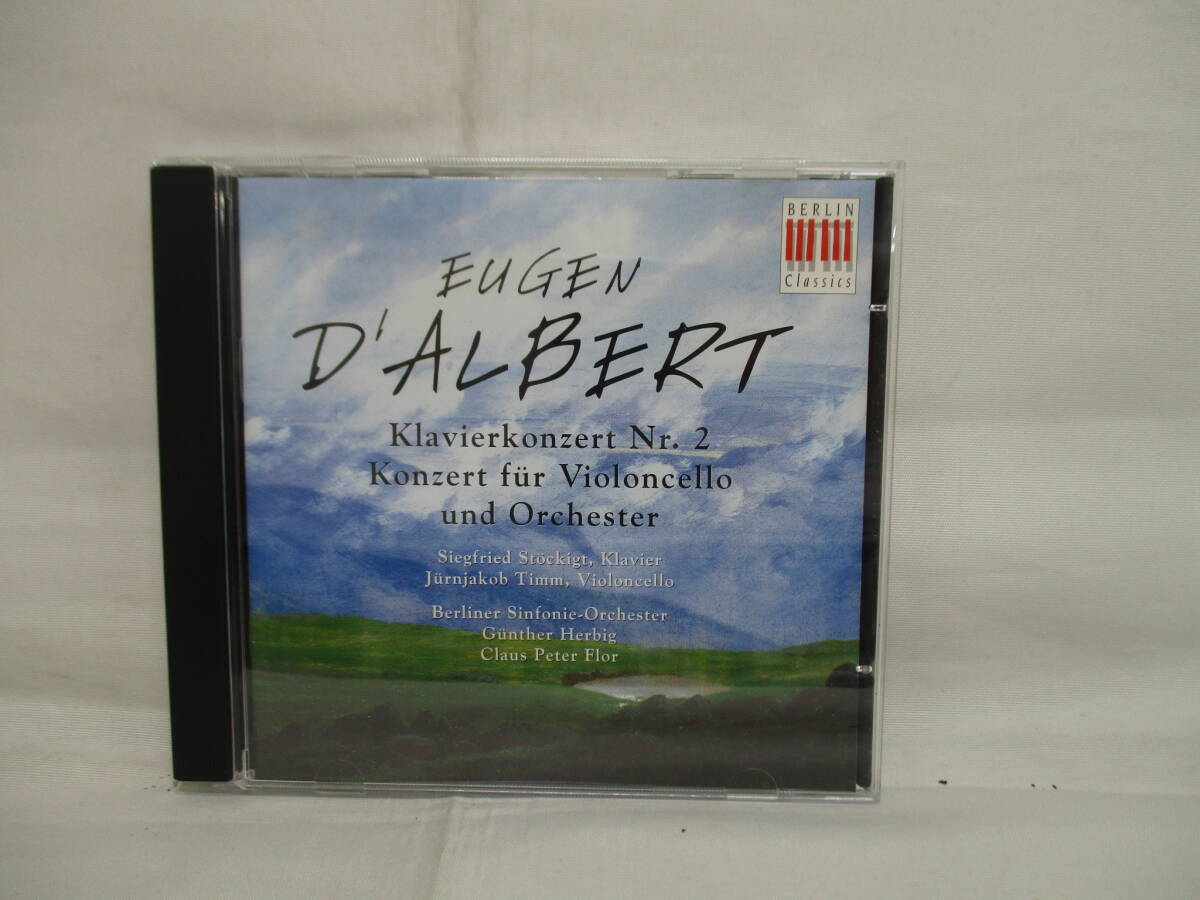 BERLIN
Classics
EUGEN
D'ALBERT
Klavierkonzert Nr. 2
Konzert für Violoncello
und Orchester
Siegfried Stöckigt, Klavier
Jürnjakob Timm, Violoncello
Berliner Sinfonie-Orchester
Günther Herbig
Claus Peter Flor